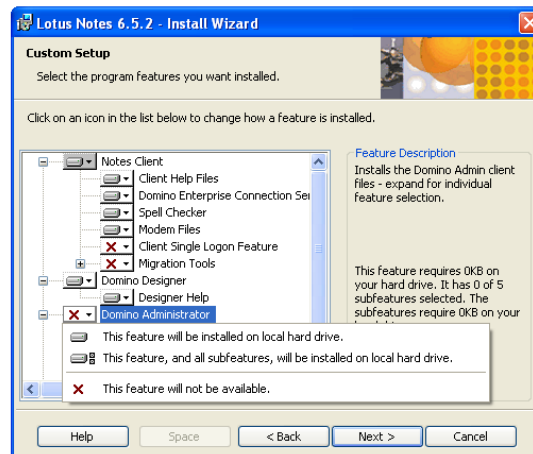 Lotus Notes 6.5.2 - Install Wizard
Custom Setup
Select the program features you want installed.
Click on an icon in the list below to change how a feature is installed.
Notes Client
Client Help Files
Domino Enterprise Connection Ser
Spell Checker
Modem Files
Client Single Logon Feature
Migration Tools
Domino Designer
Designer Help
Domino Administrator
Feature Description
Installs the Domino Admin client
files - expand for individual
feature selection.
This feature requires 0KB on
your hard drive. It has 0 of 5
subfeatures selected. The
subfeatures require 0KB on your
This feature will be installed on local hard drive.
This feature, and all subfeatures, will be installed on local hard drive.
This feature will not be available.
Help
Space
< Back
Next >
Cancel